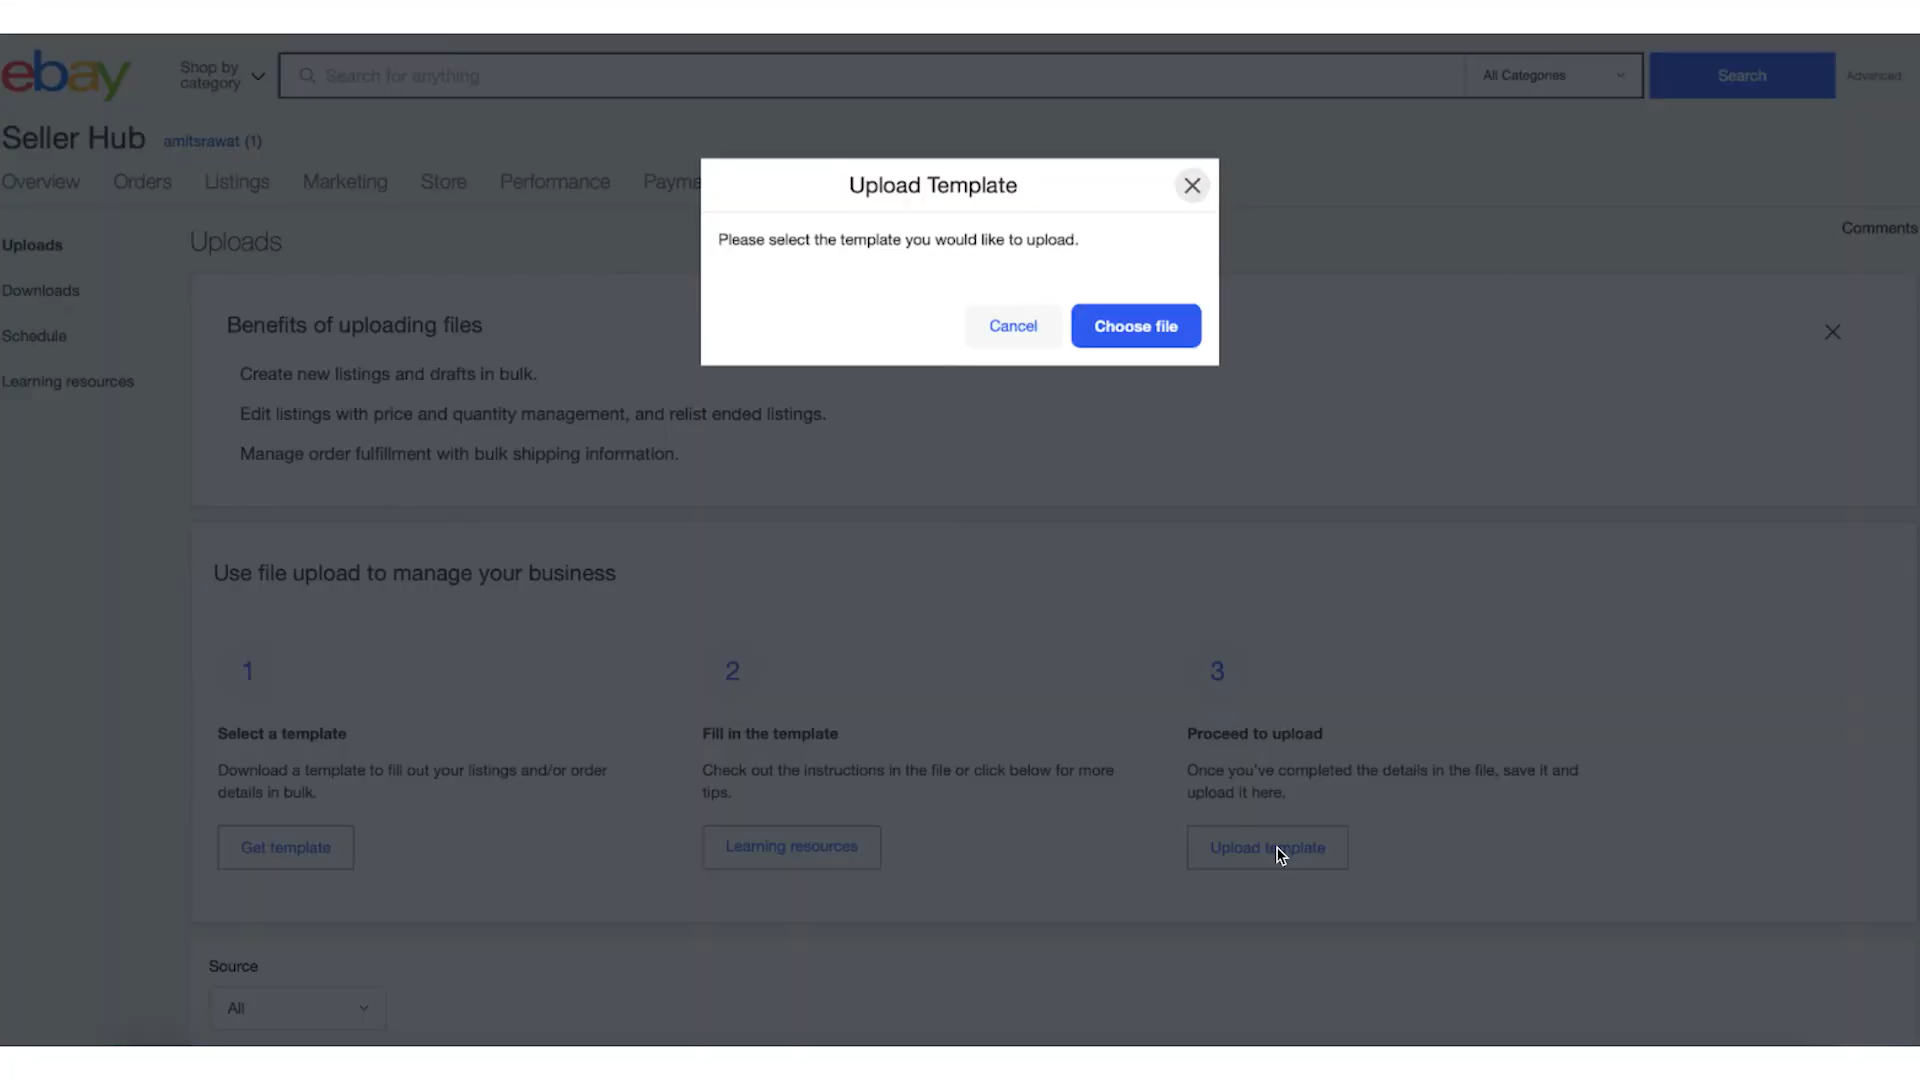 ebay
Shop by
category
Search for anything
All Categories
Search
Advanced
Seller Hub
amitsrawat (1)
Overview
Orders
Listings
Marketing
Store
Performance
Payme
Upload Template
Please select the template you would like to upload.
Cancel
Choose file
Comments
Uploads
Downloads
Schedule
Learning resources
Uploads
Benefits of uploading files
Create new listings and drafts in bulk.
Edit listings with price and quantity management, and relist ended listings.
Manage order fulfillment with bulk shipping information.
Use file upload to manage your business
1
Select a template
Download a template to fill out your listings and/or order
details in bulk.
Get template
2
Fill in the template
Check out the instructions in the file or click below for more
tips.
Learning resources
3
Proceed to upload
Once you've completed the details in the file, save it and
upload it here.
Upload template
Source
All